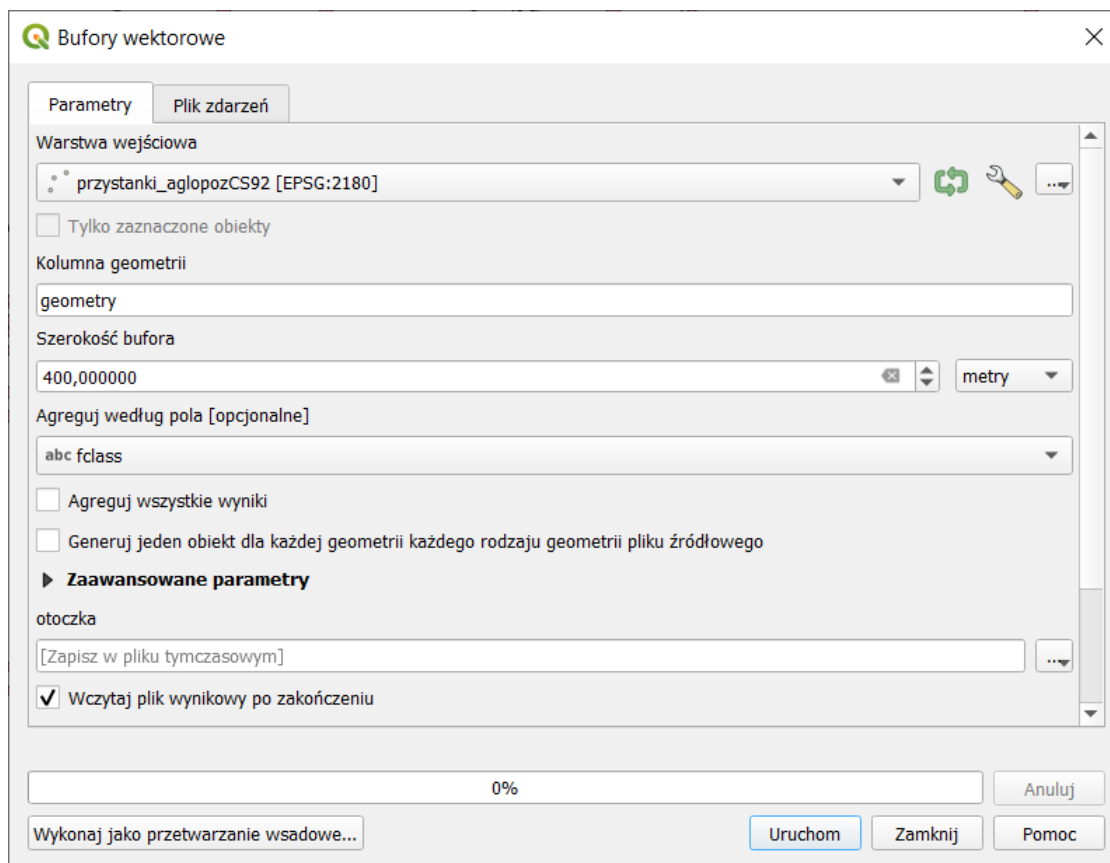 Bufory wektorowe
Parametry Plik zdarzeń
Warstwa wejściowa
przystanki_aglopozCS92 [EPSG:2180]
...
Tylko zaznaczone obiekty
Kolumna geometrii
geometry
Szerokość bufora
400,000000 metry
Agreguj według pola [opcjonalne]
abc fclass
Agreguj wszystkie wyniki
Generuj jeden obiekt dla każdej geometrii każdego rodzaju geometrii pliku źródłowego
Zaawansowane parametry
otoczka
[Zapisz w pliku tymczasowym] ...
Wczytaj plik wynikowy po zakończeniu
0% Anuluj
Wykonaj jako przetwarzanie wsadowe... Uruchom Zamknij Pomoc